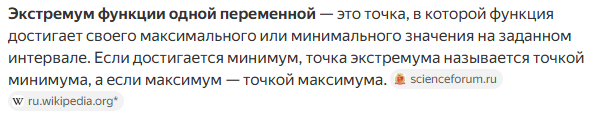 Экстремум функции одной переменной — это точка, в которой функция
достигает своего максимального или минимального значения на заданном
интервале. Если достигается минимум, точка экстремума называется точкой
минимума, а если максимум — точкой максимума. scienceforum.ru
W ru.wikipedia.org*